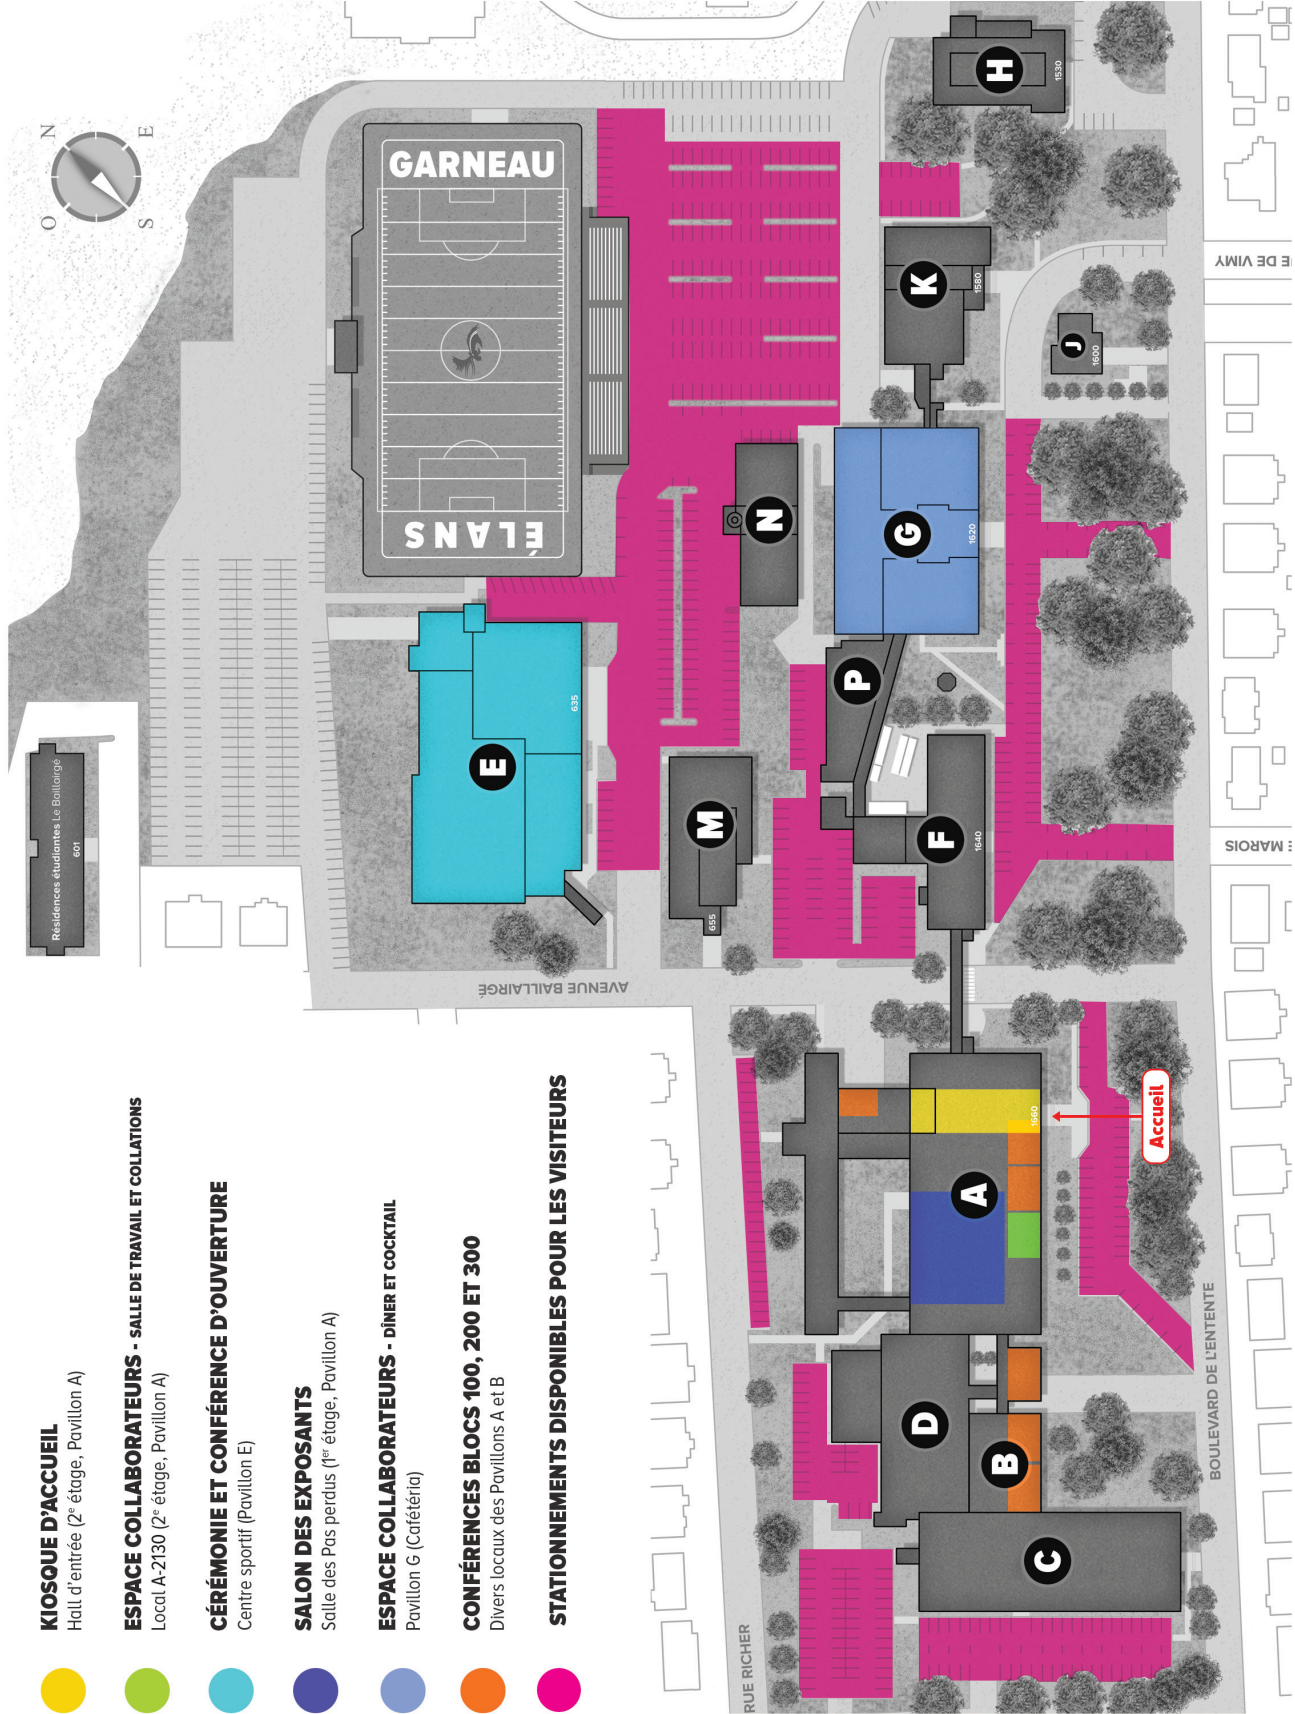 KIOSQUE D'ACCUEIL
Hall d'entrée (2e étage, Pavillon A)
ESPACE COLLABORATEURS - SALLE DE TRAVAIL ET COLLATIONS
Local A-2130 (2e étage, Pavillon A)
CÉRÉMONIE ET CONFÉRENCE D'OUVERTURE
Centre sportif (Pavillon E)
SALON DES EXPOSANTS
Salle des Pas perdus (1er étage, Pavillon A)
ESPACE COLLABORATEURS - DÎNER ET COCKTAIL
Pavillon G (Cafétéria)
CONFÉRENCES BLOCS 100, 200 ET 300
Divers locaux des Pavillons A et B
STATIONNEMENTS DISPONIBLES POUR LES VISITEURS
Résidences étudiantes Le Baillairgé
601
O
N
S
E
ÉLANS
GARNEAU
E
635
AVENUE BAILLAIRGÉ
M
655
N
P
G
1620
F
1640
K
1580
H
1530
J
1600
RUE RICHER
A
1660
Accueil
D
B
C
BOULEVARD DE L'ENTENTE
E MAROIS
UE DE VIMY